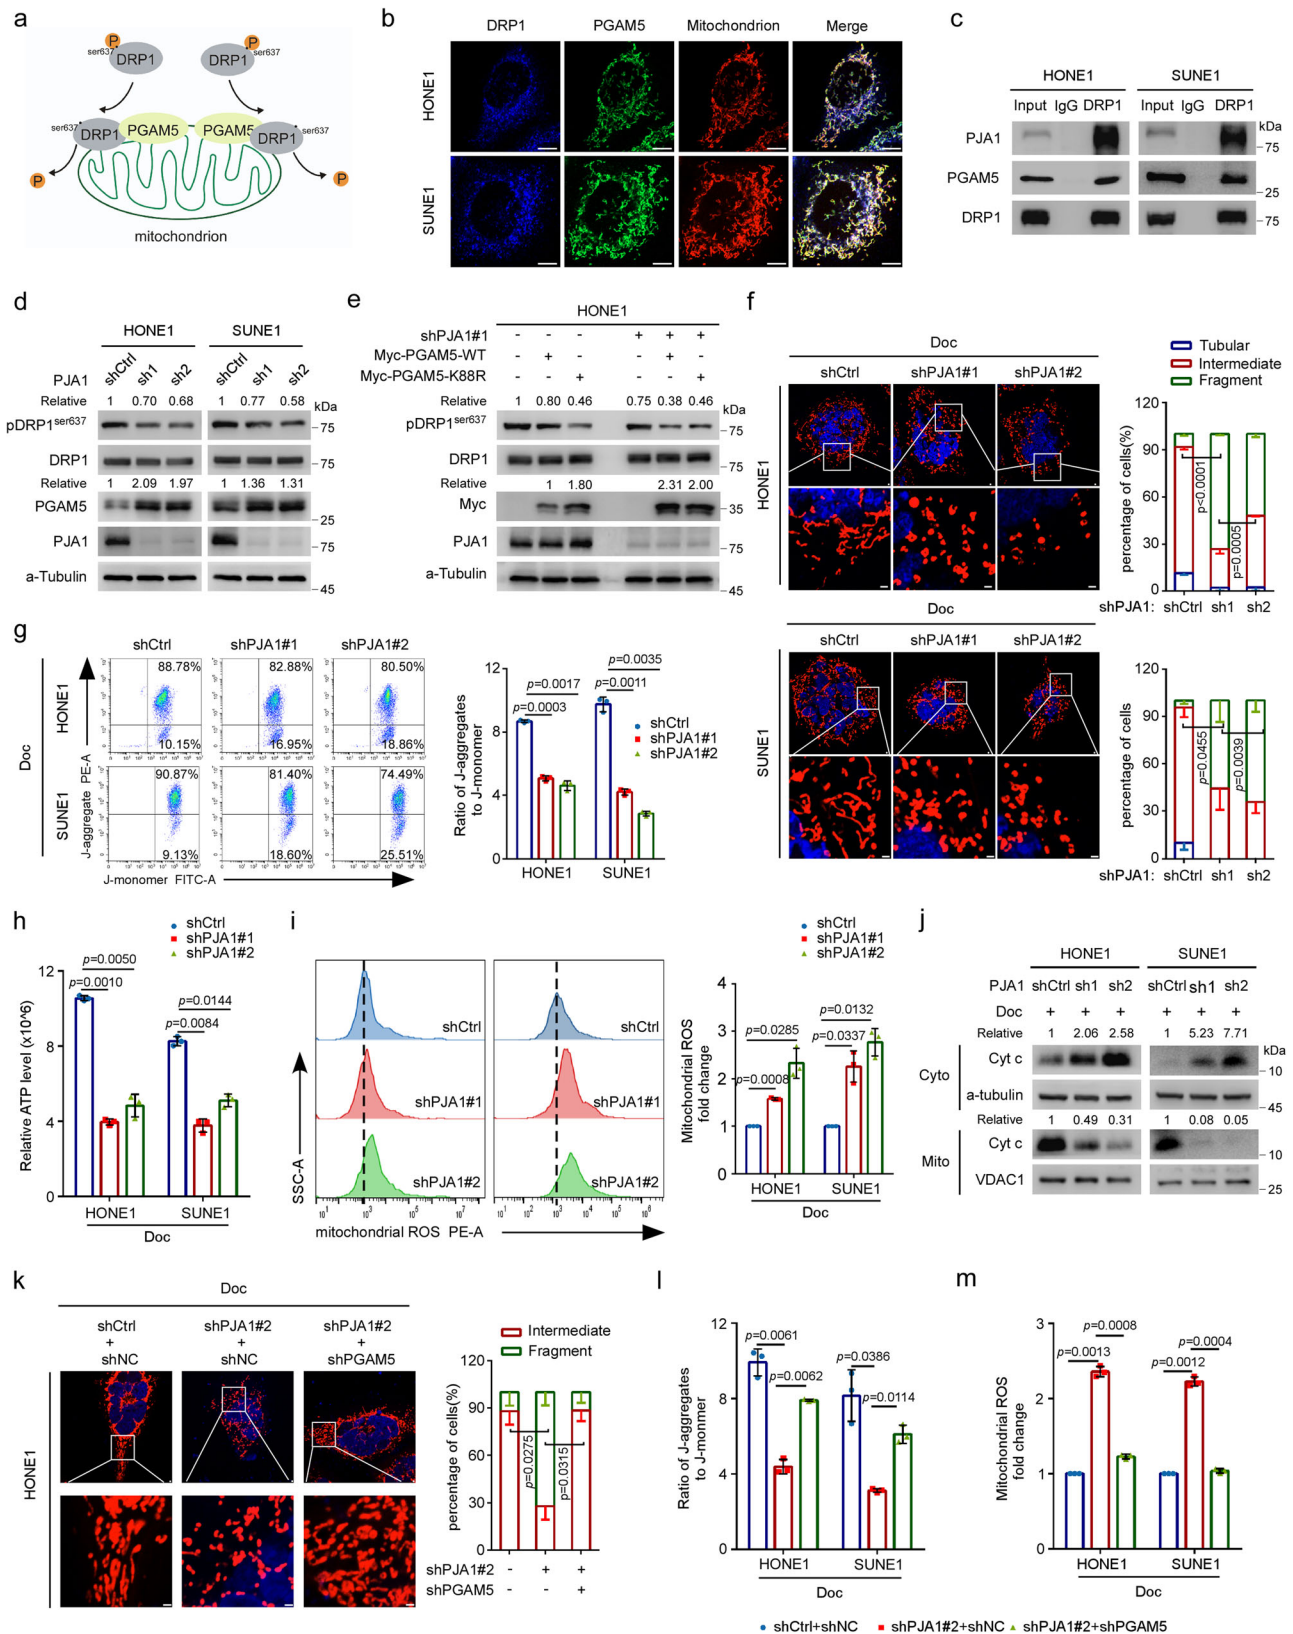 a
P
ser637
DRP1
P
ser637
DRP1
ser637
DRP1
PGAM5
PGAM5
DRP1
ser637
P
P
mitochondrion
b
DRP1 PGAM5 Mitochondrion Merge
HONE1
SUNE1
c
HONE1 SUNE1
Input IgG DRP1 Input IgG DRP1
kDa
PJA1
75
PGAM5
25
DRP1
75
d
HONE1 SUNE1
PJA1 shCtrl sh1 sh2 shCtrl sh1 sh2
Relative 1 0.70 0.68 1 0.77 0.58
kDa
pDRP1ser637
75
DRP1
75
Relative 1 2.09 1.97 1 1.36 1.31
PGAM5
25
PJA1
75
a-Tubulin
45
e
HONE1
shPJA1#1 - - - + + +
Myc-PGAM5-WT - + - - + -
Myc-PGAM5-K88R - - + - - +
Relative 1 0.80 0.46 0.75 0.38 0.46
kDa
pDRP1ser637
75
DRP1
75
Relative 1 1.80 2.31 2.00
Myc
35
PJA1
75
a-Tubulin
45
f
Doc
shCtrl shPJA1#1 shPJA1#2
HONE1
Tubular
Intermediate
Fragment
percentage of cells(%)
120
90
60
30
0
p<0.0001
p=0.0005
shPJA1: shCtrl sh1 sh2
Doc
shCtrl shPJA1#1 shPJA1#2
SUNE1
percentage of cells
120
90
60
30
0
p=0.0455
p=0.0039
shPJA1: shCtrl sh1 sh2
g
shCtrl shPJA1#1 shPJA1#2
Doc
HONE1
88.78% 82.88% 80.50%
10.15% 16.95% 18.86%
SUNE1
90.87% 81.40% 74.49%
9.13% 18.60% 25.51%
J-aggregate PE-A
J-monomer FITC-A
Ratio of J-aggregates
to J-monomer
12
8
4
0
p=0.0017
p=0.0003
p=0.0035
p=0.0011
shCtrl
shPJA1#1
shPJA1#2
HONE1 SUNE1
h
shCtrl
shPJA1#1
shPJA1#2
Relative ATP level (x10^6)
12
8
4
0
p=0.0050
p=0.0010
p=0.0144
p=0.0084
HONE1 SUNE1
Doc
i
SSC-A
shCtrl shCtrl
shPJA1#1 shPJA1#1
shPJA1#2 shPJA1#2
mitochondrial ROS PE-A
shCtrl
shPJA1#1
shPJA1#2
Mitochondrial ROS
fold change
4
3
2
1
0
p=0.0285
p=0.0008
p=0.0132
p=0.0337
HONE1 SUNE1
Doc
j
HONE1 SUNE1
PJA1 shCtrl sh1 sh2 shCtrl sh1 sh2
Doc + + + + + +
Relative 1 2.06 2.58 1 5.23 7.71
kDa
Cyto
Cyt c
10
a-tubulin
45
Relative 1 0.49 0.31 1 0.08 0.05
Mito
Cyt c
10
VDAC1
25
k
Doc
shCtrl
+
shNC
shPJA1#2
+
shNC
shPJA1#2
+
shPGAM5
HONE1
Intermediate
Fragment
percentage of cells(%)
120
90
60
30
0
p=0.0275
p=0.0315
shPJA1#2 - + +
shPGAM5 - - +
l
Ratio of J-aggregates
to J-monmer
12
8
4
0
p=0.0061
p=0.0062
p=0.0386
p=0.0114
HONE1 SUNE1
Doc
m
Mitochondrial ROS
fold change
3
2
1
0
p=0.0008
p=0.0013
p=0.0004
p=0.0012
HONE1 SUNE1
Doc
shCtrl+shNC shPJA1#2+shNC shPJA1#2+shPGAM5